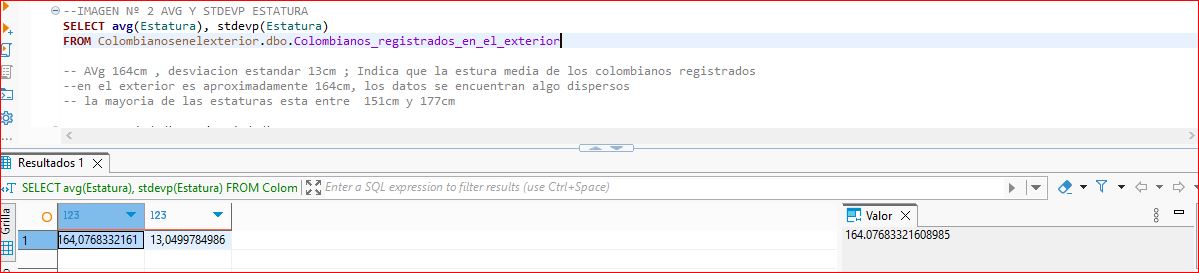 --IMAGEN Nº 2 AVG Y STDEVP ESTATURA
SELECT avg(Estatura), stdevp(Estatura)
FROM Colombianosenelexterior.dbo.Colombianos_registrados_en_el_exterior
-- AVg 164cm , desviacion estandar 13cm ; Indica que la estura media de los colombianos registrados
--en el exterior es aproximadamente 164cm, los datos se encuentran algo dispersos
-- la mayoria de las estaturas esta entre 151cm y 177cm
Resultados 1
SELECT avg(Estatura), stdevp(Estatura) FROM Colom
Enter a SQL expression to filter results (use Ctrl+Space)
Grilla
123 123
Valor
1 164,0768332161 13,0499784986
164.07683321608985